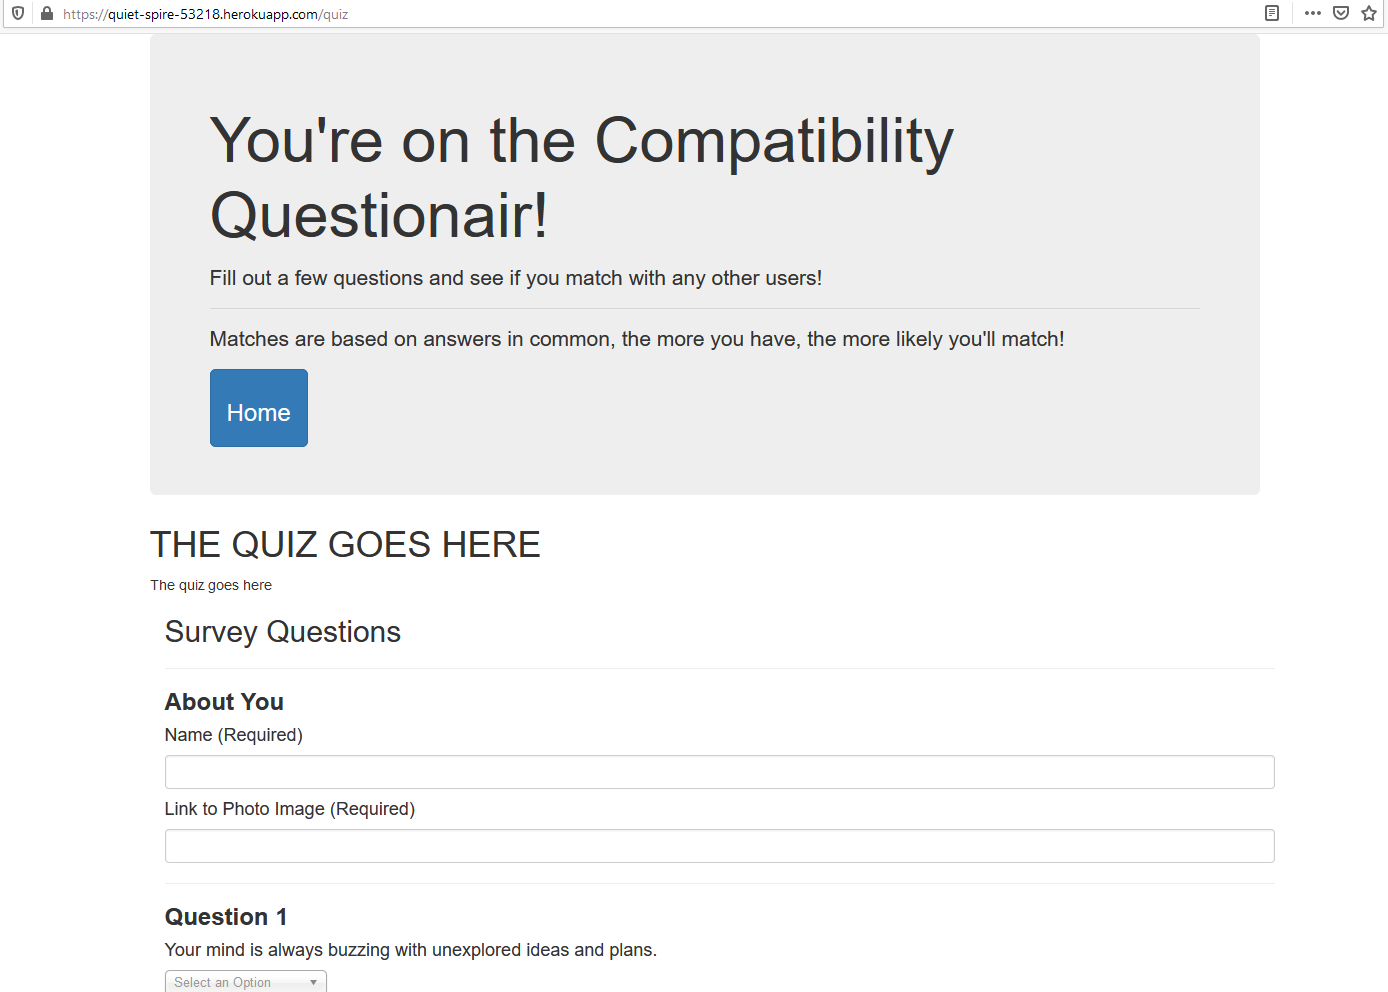 https://quiet-spire-53218.herokuapp.com/quiz
You're on the Compatibility
Questionair!
Fill out a few questions and see if you match with any other users!
Matches are based on answers in common, the more you have, the more likely you'll match!
Home
THE QUIZ GOES HERE
The quiz goes here
Survey Questions
About You
Name (Required)
Link to Photo Image (Required)
Question 1
Your mind is always buzzing with unexplored ideas and plans.
Select an Option